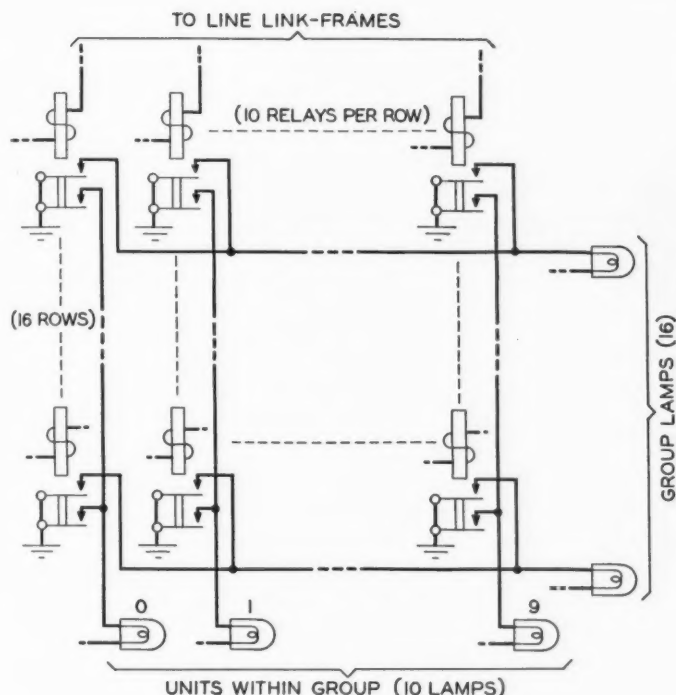 TO LINE LINK-FRAMES
(10 RELAYS PER ROW)
(16 ROWS)
GROUP LAMPS (16)
0 1 9
UNITS WITHIN GROUP (10 LAMPS)